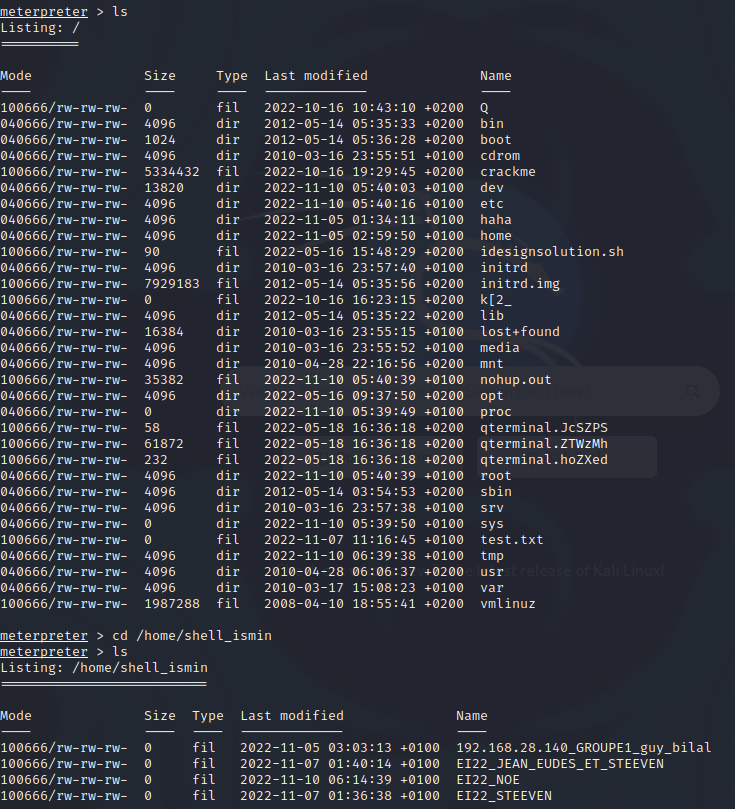 meterpreter > ls
Listing: /
==========
Mode Size Type Last modified Name
---- ---- ---- ------------- ----
100666/rw-rw-rw- 0 fil 2022-10-16 10:43:10 +0200 Q
040666/rw-rw-rw- 4096 dir 2012-05-14 05:35:33 +0200 bin
040666/rw-rw-rw- 1024 dir 2012-05-14 05:36:28 +0200 boot
040666/rw-rw-rw- 4096 dir 2010-03-16 23:55:51 +0100 cdrom
100666/rw-rw-rw- 5334432 fil 2022-10-16 19:29:45 +0200 crackme
040666/rw-rw-rw- 13820 dir 2022-11-10 05:40:03 +0100 dev
040666/rw-rw-rw- 4096 dir 2022-11-10 05:40:16 +0100 etc
040666/rw-rw-rw- 4096 dir 2022-11-05 01:34:11 +0100 haha
040666/rw-rw-rw- 4096 dir 2022-11-05 02:59:50 +0100 home
100666/rw-rw-rw- 90 fil 2022-05-16 15:48:29 +0200 idesignsolution.sh
040666/rw-rw-rw- 4096 dir 2010-03-16 23:57:40 +0100 initrd
100666/rw-rw-rw- 7929183 fil 2012-05-14 05:35:56 +0200 initrd.img
100666/rw-rw-rw- 0 fil 2022-10-16 16:23:15 +0200 k[2_
040666/rw-rw-rw- 4096 dir 2012-05-14 05:35:22 +0200 lib
040666/rw-rw-rw- 16384 dir 2010-03-16 23:55:15 +0100 lost+found
040666/rw-rw-rw- 4096 dir 2010-03-16 23:55:52 +0100 media
040666/rw-rw-rw- 4096 dir 2010-04-28 22:16:56 +0200 mnt
100666/rw-rw-rw- 35382 fil 2022-11-10 05:40:39 +0100 nohup.out
040666/rw-rw-rw- 4096 dir 2022-05-16 09:37:50 +0200 opt
040666/rw-rw-rw- 0 dir 2022-11-10 05:39:49 +0100 proc
100666/rw-rw-rw- 58 fil 2022-05-18 16:36:18 +0200 qterminal.JcSZPS
100666/rw-rw-rw- 61872 fil 2022-05-18 16:36:18 +0200 qterminal.ZTWzMh
100666/rw-rw-rw- 232 fil 2022-05-18 16:36:18 +0200 qterminal.hoZXed
040666/rw-rw-rw- 4096 dir 2022-11-10 05:40:39 +0100 root
040666/rw-rw-rw- 4096 dir 2012-05-14 03:54:53 +0200 sbin
040666/rw-rw-rw- 4096 dir 2010-03-16 23:57:38 +0100 srv
040666/rw-rw-rw- 0 dir 2022-11-10 05:39:50 +0100 sys
100666/rw-rw-rw- 0 fil 2022-11-07 11:16:45 +0100 test.txt
040666/rw-rw-rw- 4096 dir 2022-11-10 06:39:38 +0100 tmp
040666/rw-rw-rw- 4096 dir 2010-04-28 06:06:37 +0200 usr
040666/rw-rw-rw- 4096 dir 2010-03-17 15:08:23 +0100 var
100666/rw-rw-rw- 1987288 fil 2008-04-10 18:55:41 +0200 vmlinuz
release of Kali Linux!
meterpreter > cd /home/shell_ismin
meterpreter > ls
Listing: /home/shell_ismin
==========================
Mode Size Type Last modified Name
---- ---- ---- ------------- ----
100666/rw-rw-rw- 0 fil 2022-11-05 03:03:13 +0100 192.168.28.140_GROUPE1_guy_bilal
100666/rw-rw-rw- 0 fil 2022-11-07 01:40:14 +0100 EI22_JEAN_EUDES_ET_STEEVEN
100666/rw-rw-rw- 0 fil 2022-11-10 06:14:39 +0100 EI22_NOE
100666/rw-rw-rw- 0 fil 2022-11-07 01:36:38 +0100 EI22_STEEVEN